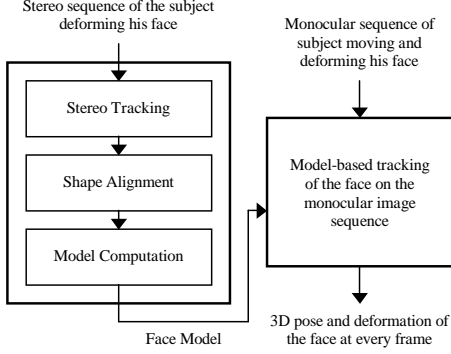 Stereo sequence of the subject
deforming his face
Stereo Tracking
Shape Alignment
Model Computation
Face Model
Monocular sequence of
subject moving and
deforming his face
Model-based tracking
of the face on the
monocular image
sequence
3D pose and deformation of
the face at every frame